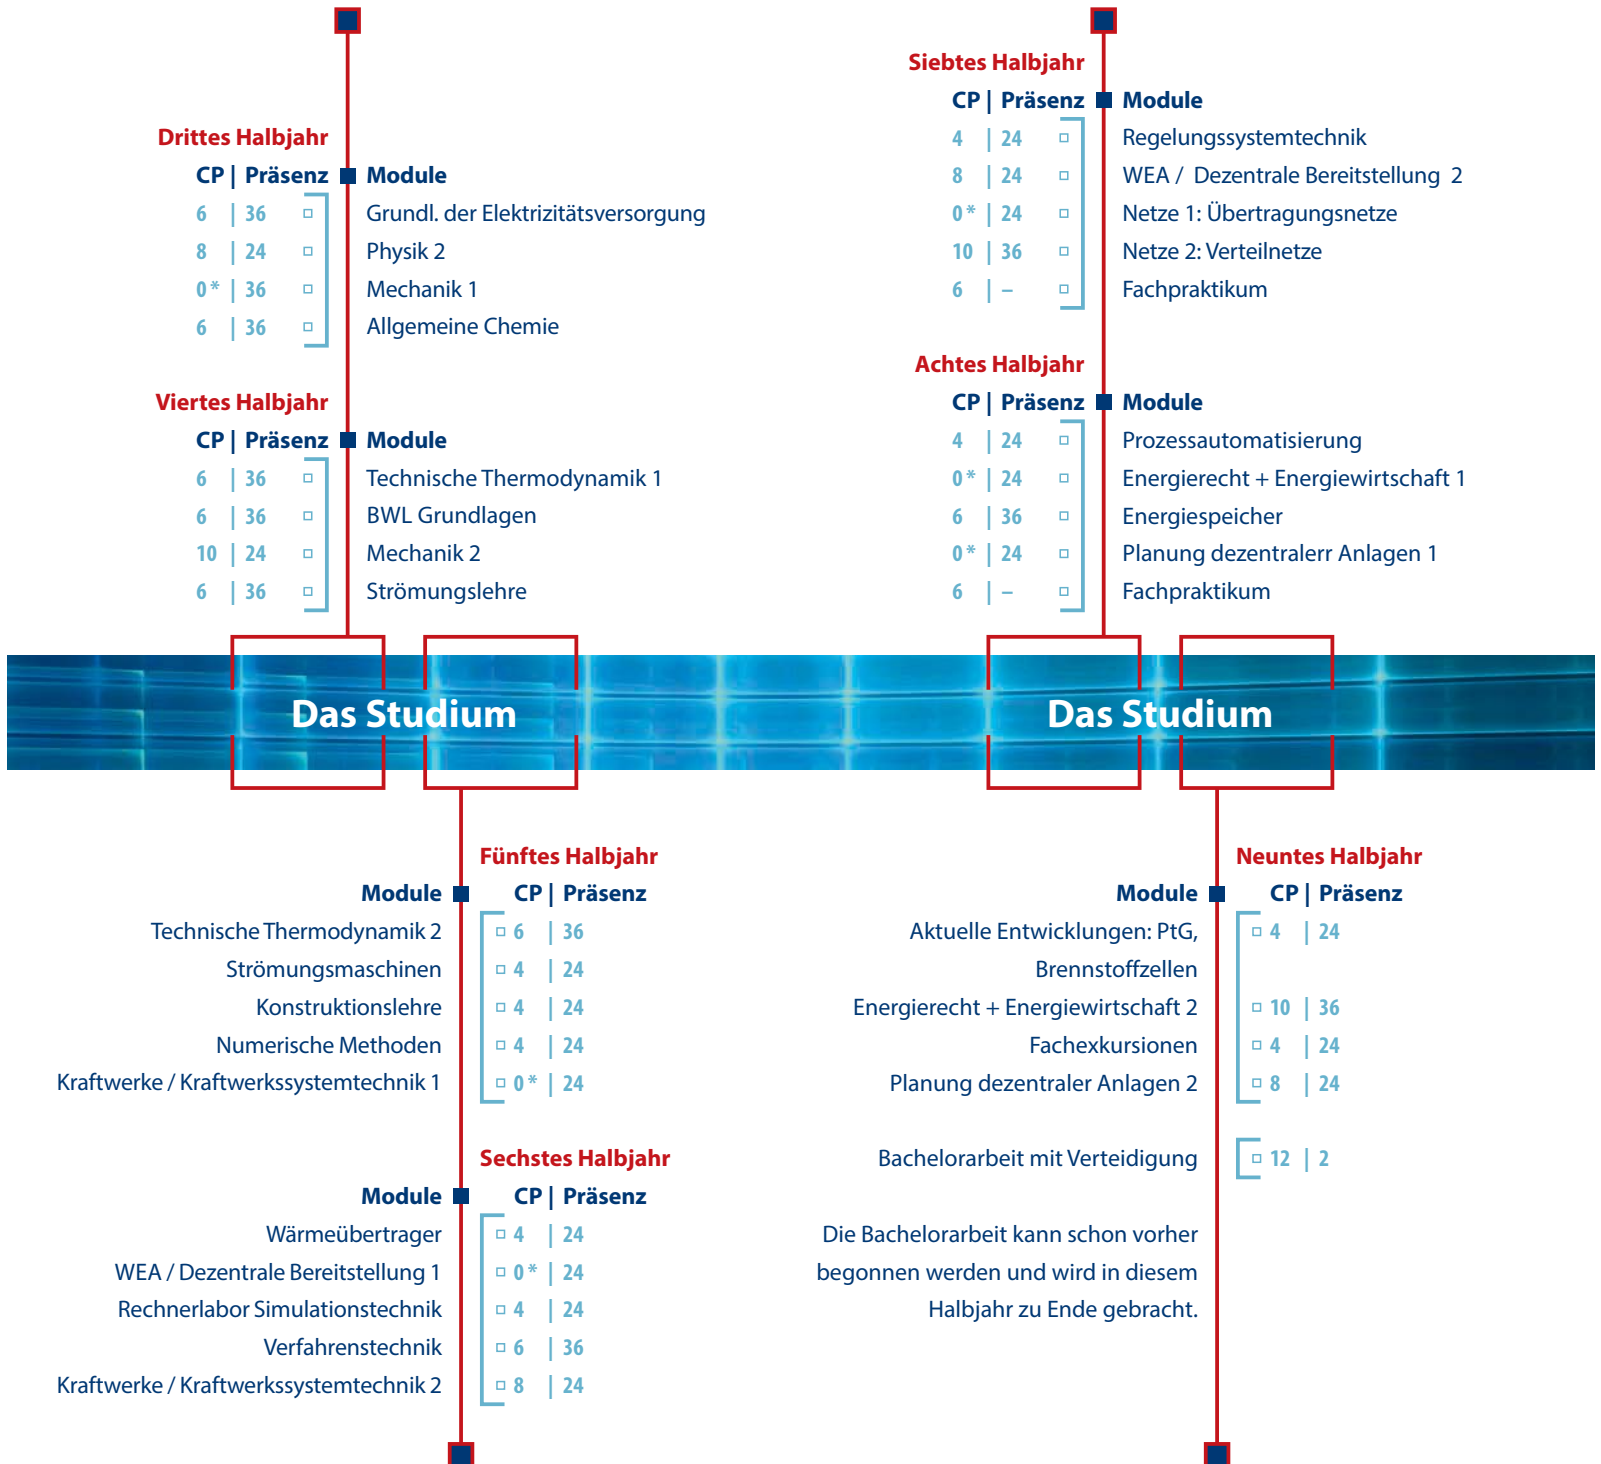 Drittes Halbjahr
CP | Präsenz Module
6 | 36 Grundl. der Elektrizitätsversorgung
8 | 24 Physik 2
0* | 36 Mechanik 1
6 | 36 Allgemeine Chemie
Viertes Halbjahr
CP | Präsenz Module
6 | 36 Technische Thermodynamik 1
6 | 36 BWL Grundlagen
10 | 24 Mechanik 2
6 | 36 Strömungslehre
Siebtes Halbjahr
CP | Präsenz Module
4 | 24 Regelungssystemtechnik
8 | 24 WEA / Dezentrale Bereitstellung 2
0* | 24 Netze 1: Übertragungsnetze
10 | 36 Netze 2: Verteilnetze
6 | – Fachpraktikum
Achtes Halbjahr
CP | Präsenz Module
4 | 24 Prozessautomatisierung
0* | 24 Energierecht + Energiewirtschaft 1
6 | 36 Energiespeicher
0* | 24 Planung dezentralerr Anlagen 1
6 | – Fachpraktikum
Das Studium
Das Studium
Fünftes Halbjahr
Module CP | Präsenz
Technische Thermodynamik 2 6 | 36
Strömungsmaschinen 4 | 24
Konstruktionslehre 4 | 24
Numerische Methoden 4 | 24
Kraftwerke / Kraftwerkssystemtechnik 1 0* | 24
Sechstes Halbjahr
Module CP | Präsenz
Wärmeübertrager 4 | 24
WEA / Dezentrale Bereitstellung 1 0* | 24
Rechnerlabor Simulationstechnik 4 | 24
Verfahrenstechnik 6 | 36
Kraftwerke / Kraftwerkssystemtechnik 2 8 | 24
Neuntes Halbjahr
Module CP | Präsenz
Aktuelle Entwicklungen: PtG, 4 | 24
Brennstoffzellen
Energierecht + Energiewirtschaft 2 10 | 36
Fachexkursionen 4 | 24
Planung dezentraler Anlagen 2 8 | 24
Bachelorarbeit mit Verteidigung 12 | 2
Die Bachelorarbeit kann schon vorher
begonnen werden und wird in diesem
Halbjahr zu Ende gebracht.